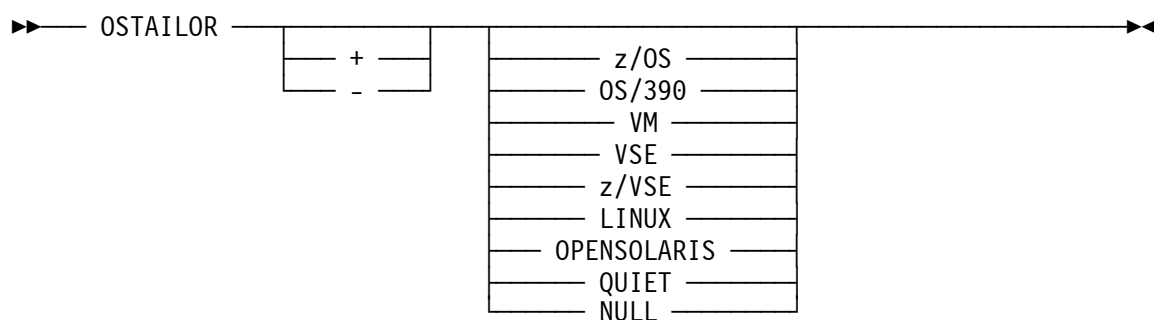 OSTAILOR
+
-
z/OS
OS/390
VM
VSE
z/VSE
LINUX
OPENSOLARIS
QUIET
NULL